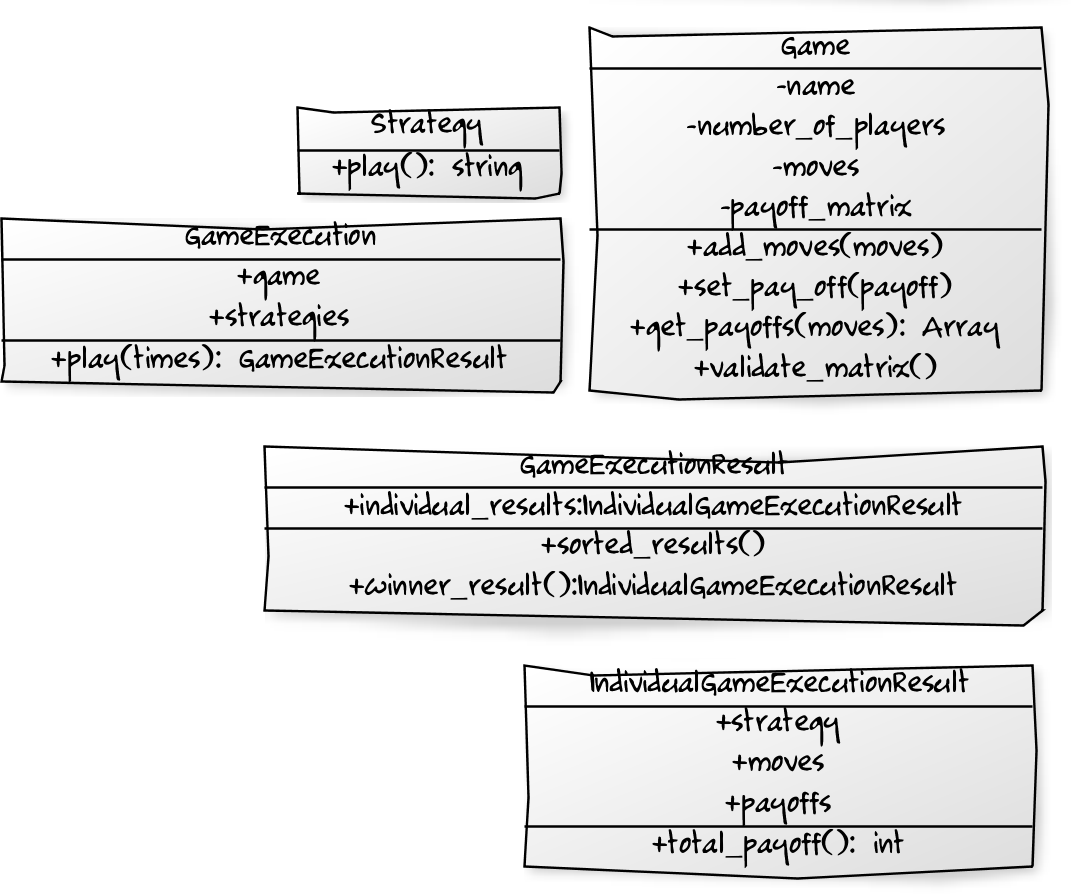 Strategy
+play(): string
Game
-name
-number_of_players
-moves
-payoff_matrix
+add_moves(moves)
+set_pay_off(payoff)
+get_payoffs(moves): Array
+validate_matrix()
GameExecution
+game
+strategies
+play(times): GameExecutionResult
GameExecutionResult
+individual_results:IndividualGameExecutionResult
+sorted_results()
+winner_result():IndividualGameExecutionResult
IndividualGameExecutionResult
+strategy
+moves
+payoffs
+total_payoff(): int